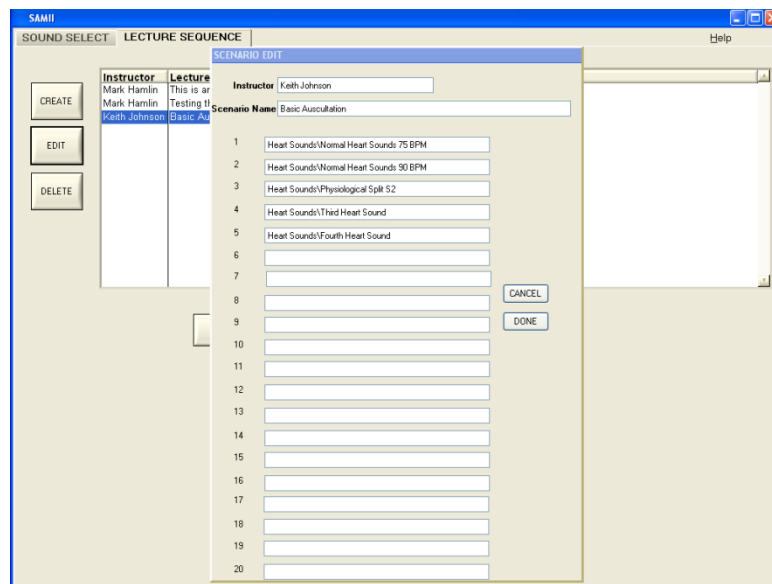 SAMII
SOUND SELECT LECTURE SEQUENCE Help
CREATE
EDIT
DELETE
Instructor Lecture
Mark Hamlin This is ar
Mark Hamlin Testing th
Keith Johnson Basic Au
SCENARIO EDIT
Instructor Keith Johnson
Scenario Name Basic Auscultation
1 Heart Sounds\Normal Heart Sounds 75 BPM
2 Heart Sounds\Normal Heart Sounds 90 BPM
3 Heart Sounds\Physiological Split S2
4 Heart Sounds\Third Heart Sound
5 Heart Sounds\Fourth Heart Sound
6
7
8
9
10
11
12
13
14
15
16
17
18
19
20
CANCEL
DONE